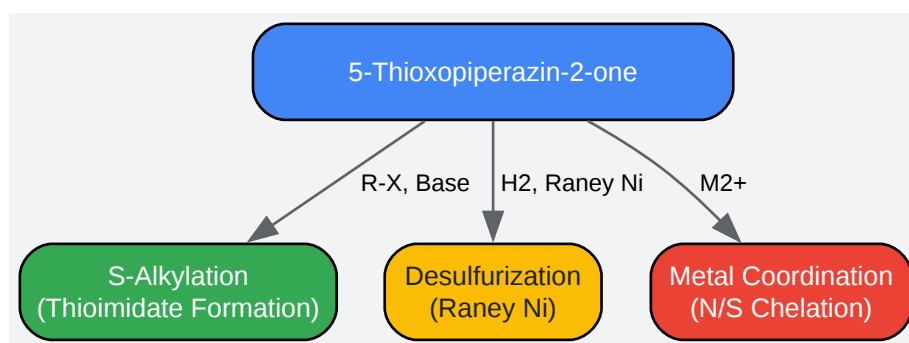 5-Thioxopiperazin-2-one
R-X, Base
H2, Raney Ni
M2+
S-Alkylation
(Thioimidate Formation)
Desulfurization
(Raney Ni)
Metal Coordination
(N/S Chelation)